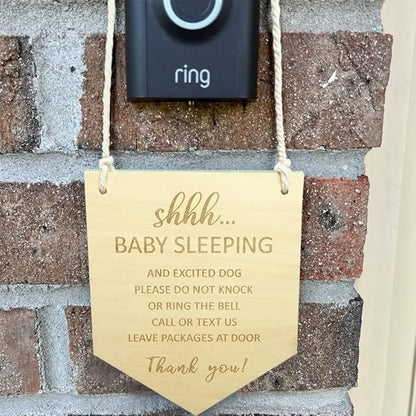 ring
shhh...
BABY SLEEPING
AND EXCITED DOG
PLEASE DO NOT KNOCK
OR RING THE BELL
CALL OR TEXT US
LEAVE PACKAGES AT DOOR
Thank you!